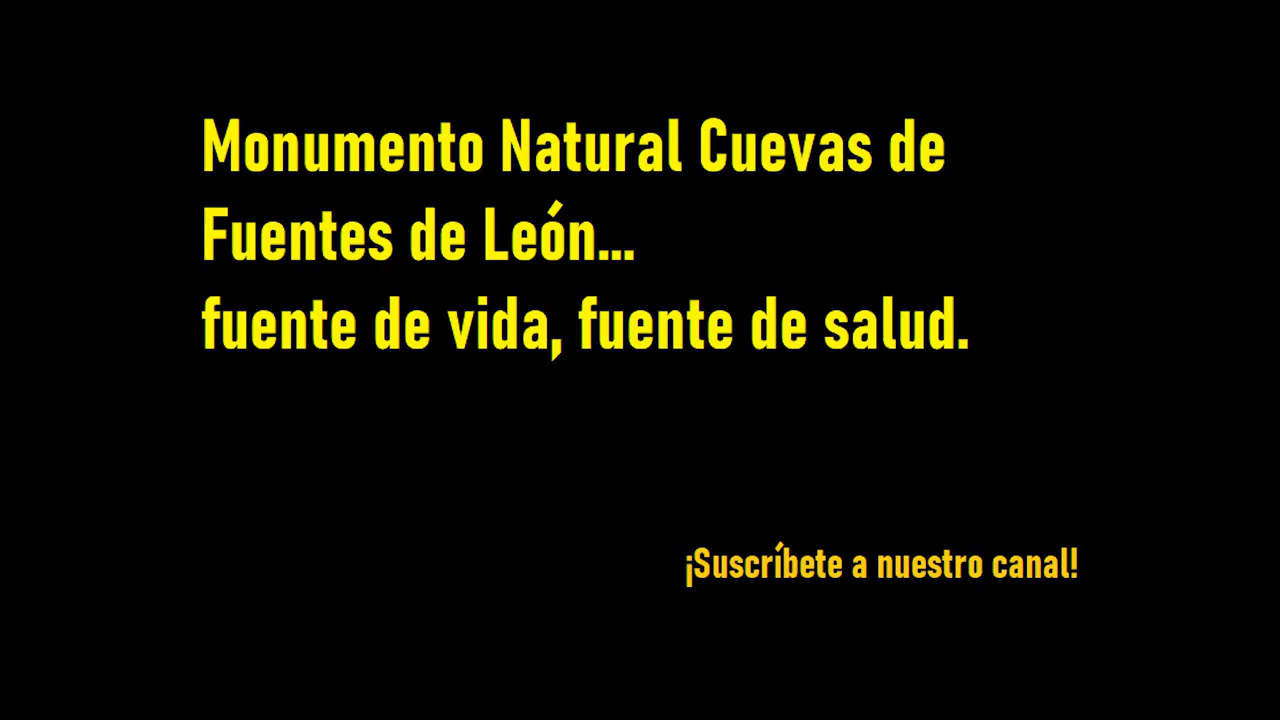 Monumento Natural Cuevas de
Fuentes de León...
fuente de vida, fuente de salud.
¡Suscríbete a nuestro canal!